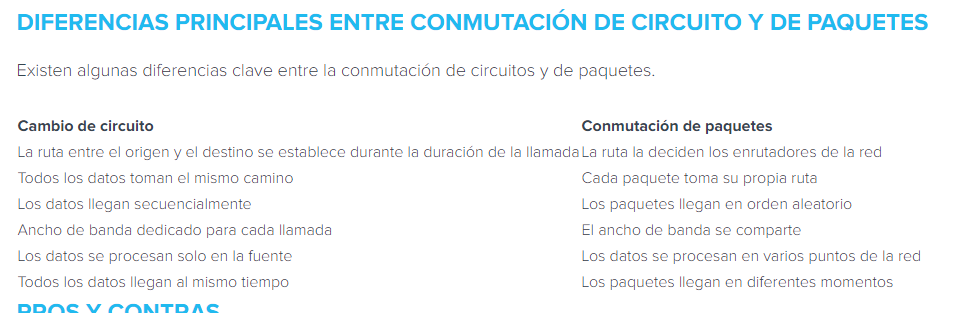 DIFERENCIAS PRINCIPALES ENTRE CONMUTACIÓN DE CIRCUITO Y DE PAQUETES
Existen algunas diferencias clave entre la conmutación de circuitos y de paquetes.
Cambio de circuito Conmutación de paquetes
La ruta entre el origen y el destino se establece durante la duración de la llamada La ruta la deciden los enrutadores de la red
Todos los datos toman el mismo camino Cada paquete toma su propia ruta
Los datos llegan secuencialmente Los paquetes llegan en orden aleatorio
Ancho de banda dedicado para cada llamada El ancho de banda se comparte
Los datos se procesan solo en la fuente Los datos se procesan en varios puntos de la red
Todos los datos llegan al mismo tiempo Los paquetes llegan en diferentes momentos
PROS Y CONTRAS